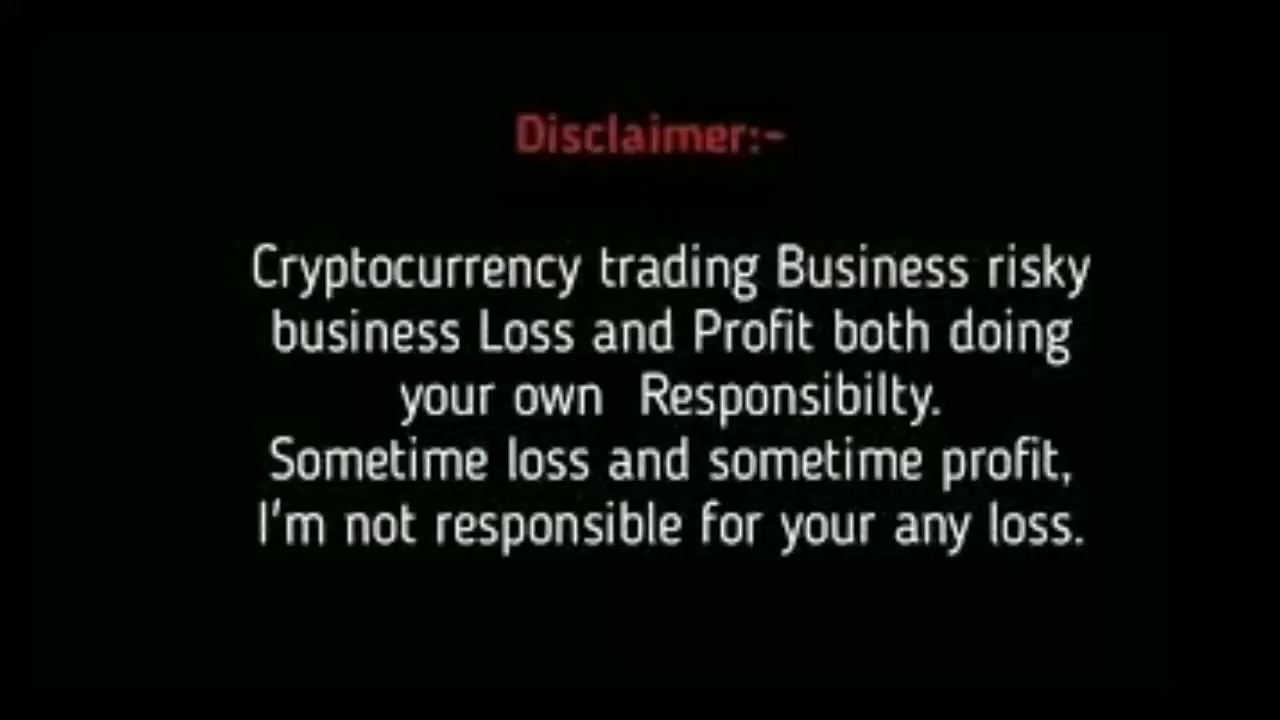 Disclaimer:-
Cryptocurrency trading Business risky
business Loss and Profit both doing
your own Responsibilty.
Sometime loss and sometime profit,
I'm not responsible for your any loss.